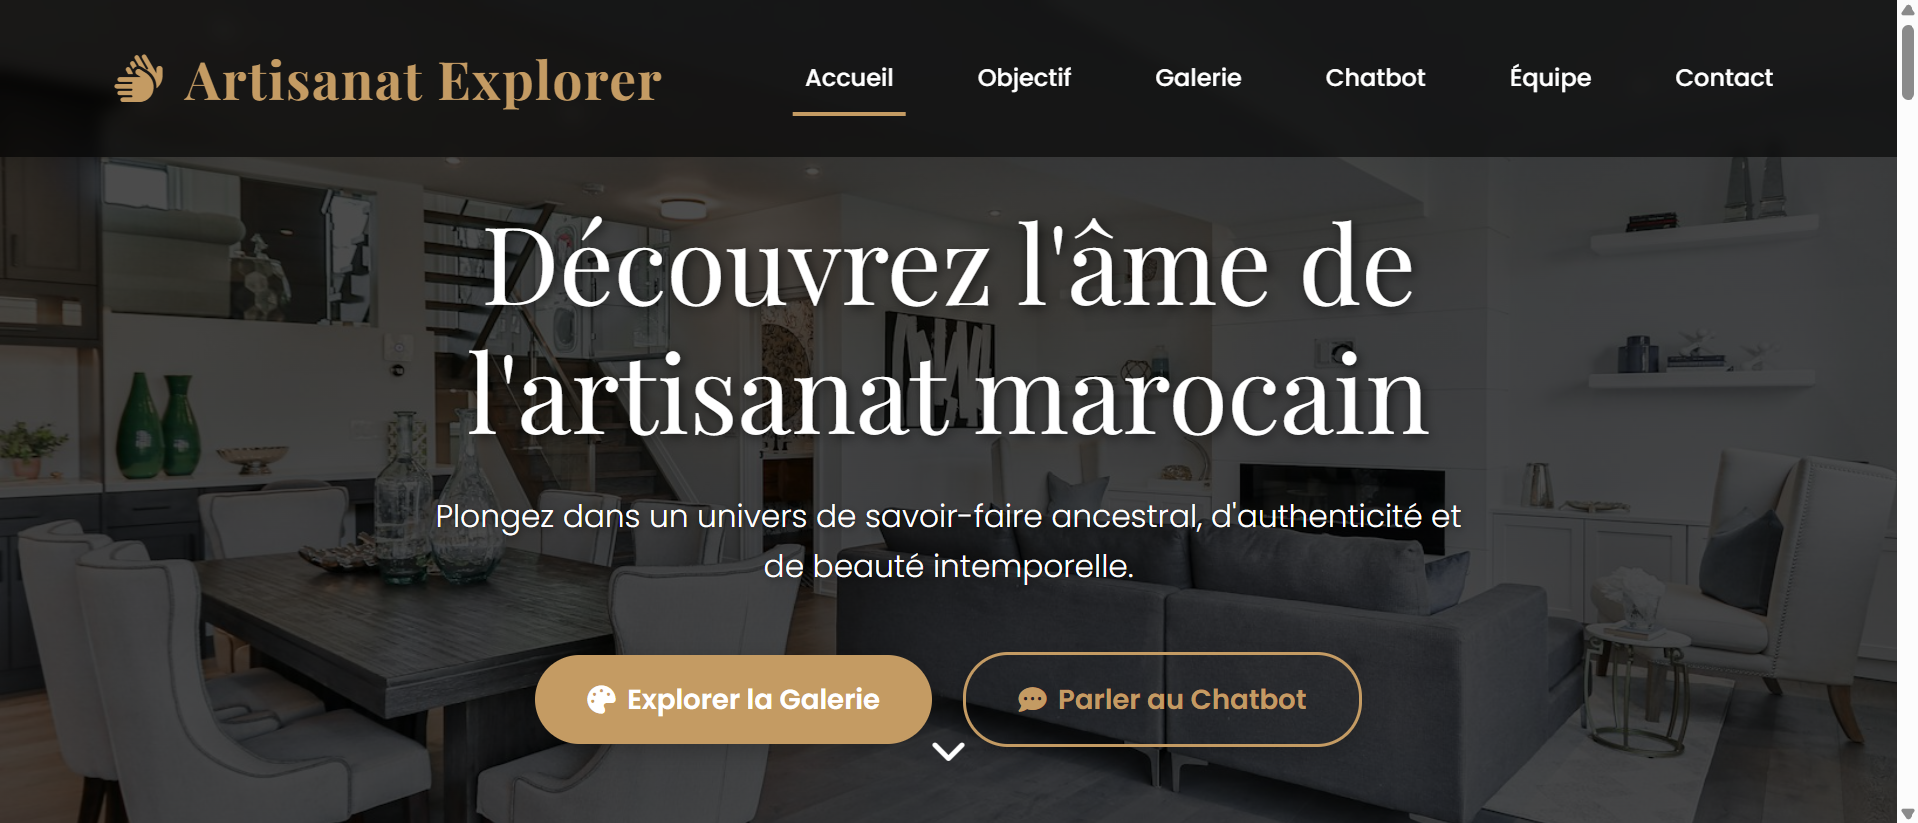 Artisanat Explorer
Accueil
Objectif
Galerie
Chatbot
Équipe
Contact
Découvrez l'âme de
l'artisanat marocain
Plongez dans un univers de savoir-faire ancestral, d'authenticité et
de beauté intemporelle.
Explorer la Galerie
Parler au Chatbot